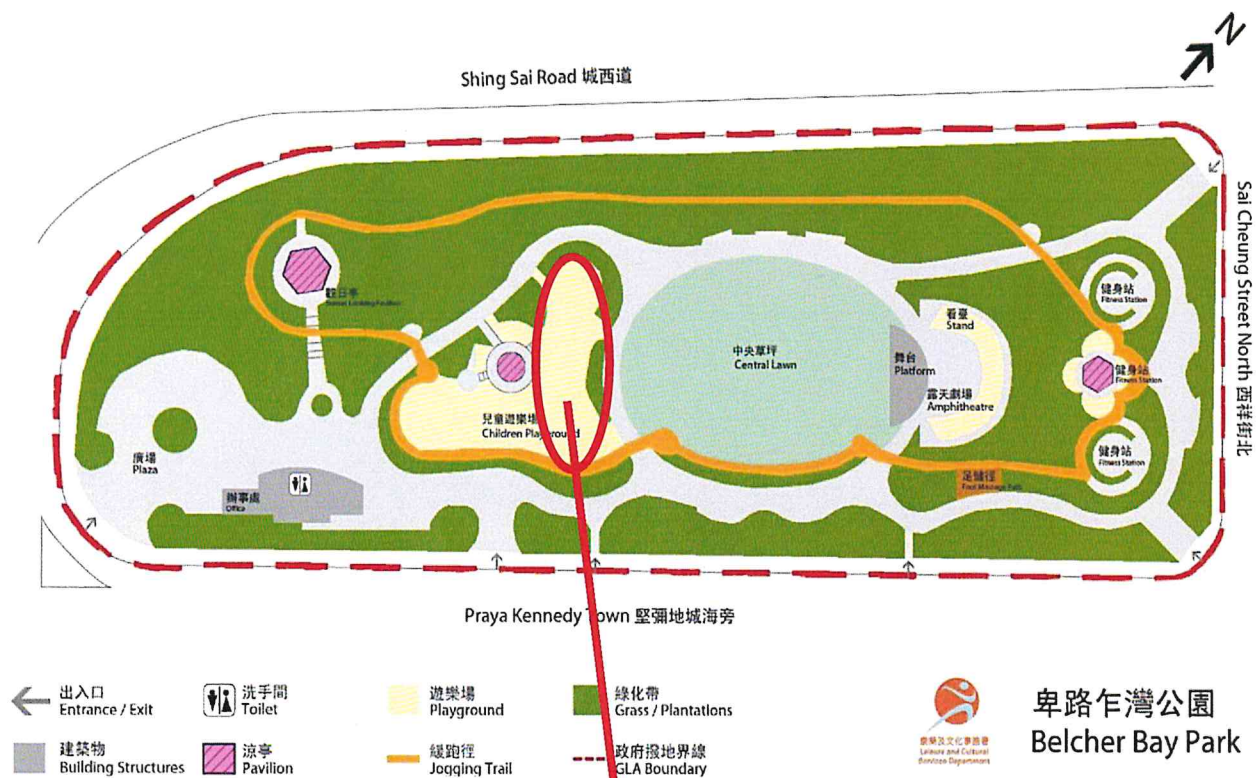 N
Shing Sai Road 城西道
Sai Cheung Street North 西祥街北
觀日亭
Sunset Looking Pavilion
健身站
Fitness Station
看臺
Stand
中央草坪
Central Lawn
舞台
Platform
健身站
Fitness Station
露天劇場
Amphitheatre
兒童遊樂場
Children Playground
廣場
Plaza
健身站
Fitness Station
足健徑
Foot Massage Path
辦事處
Office
Praya Kennedy Town 堅彌地城海旁
出入口
Entrance / Exit
洗手間
Toilet
遊樂場
Playground
綠化帶
Grass / Plantations
建築物
Building Structures
涼亭
Pavilion
緩跑徑
Jogging Trail
政府撥地界線
GLA Boundary
康樂及文化事務署
Leisure and Cultural
Services Department
卑路乍灣公園
Belcher Bay Park